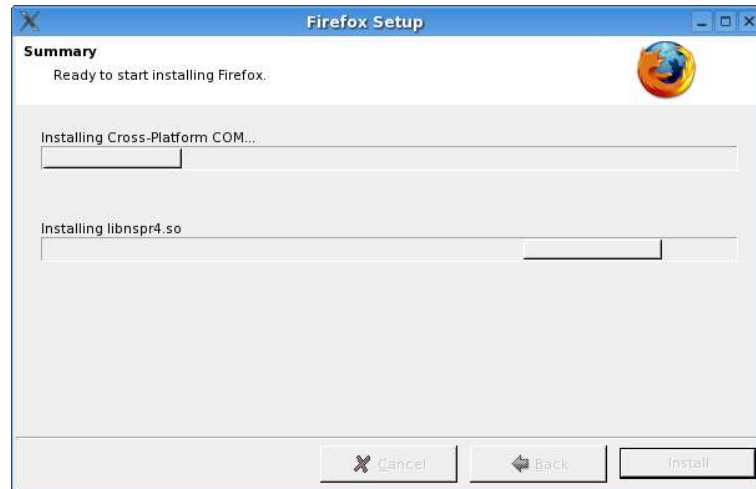 Firefox Setup
Summary
Ready to start installing Firefox.
Installing Cross-Platform COM...
Installing libnspr4.so
Cancel
Back
Install